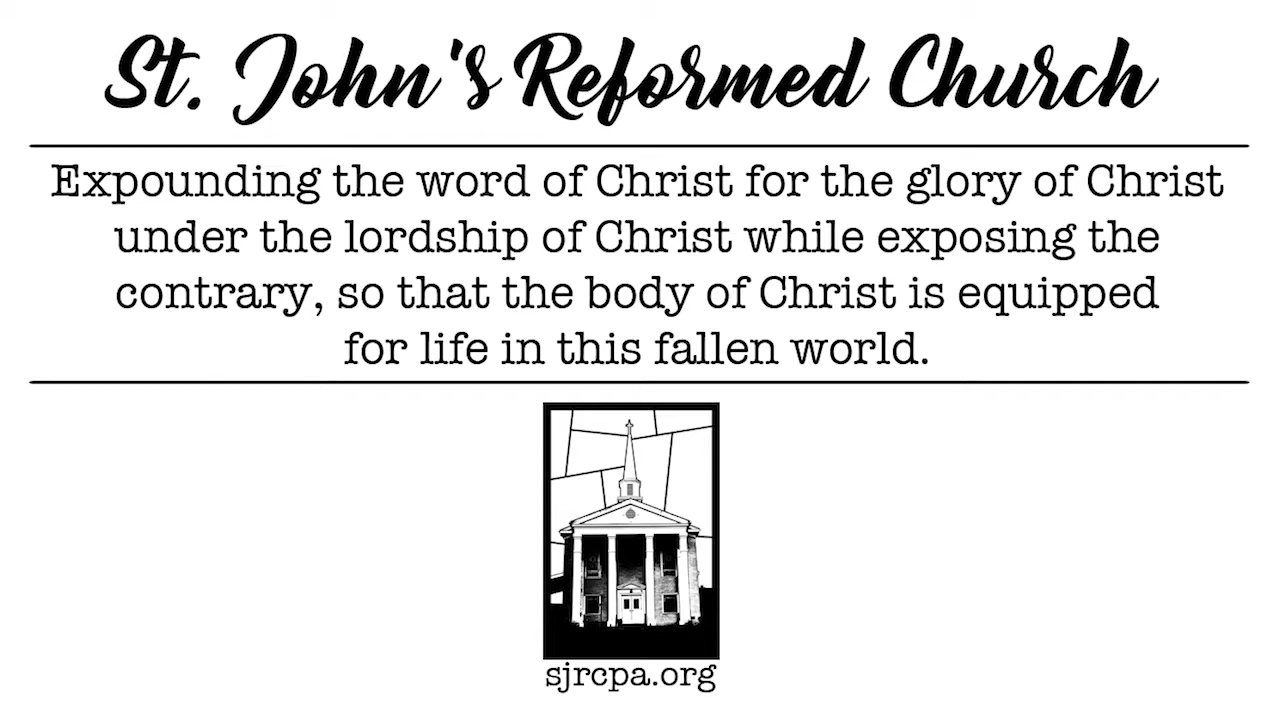 St. John's Reformed Church
Expounding the word of Christ for the glory of Christ
under the lordship of Christ while exposing the
contrary, so that the body of Christ is equipped
for life in this fallen world.
sjrcpa.org